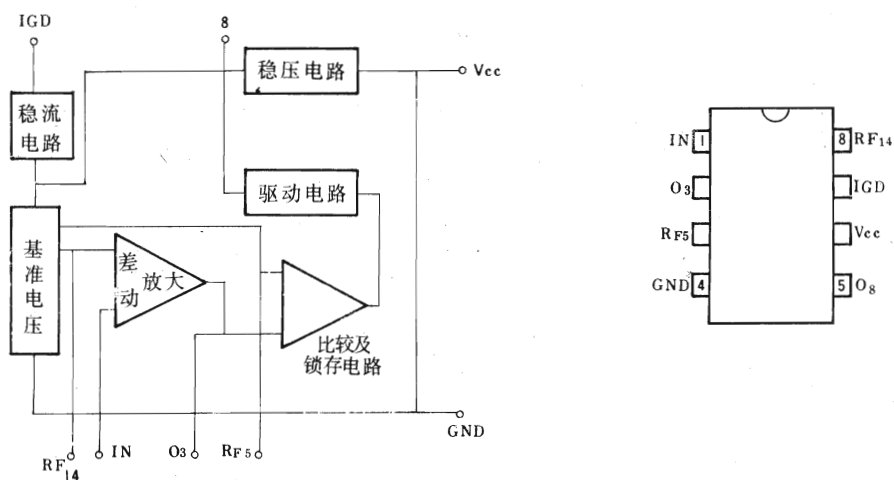 IGD
8
稳压电路
Vcc
稳流
电路
驱动电路
基准电压
差动
放大
比较及
锁存电路
GND
RF14
IN
O3
RF5
IN 1
8 RF14
O3
IGD
RF5
Vcc
GND 4
5 O8